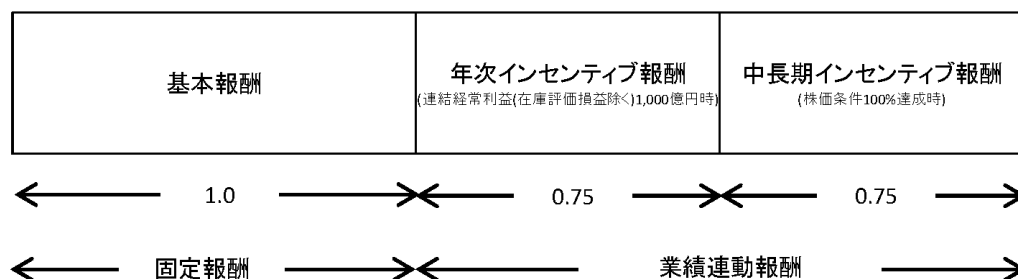 基本報酬
年次インセンティブ報酬
(連結経常利益(在庫評価損益除く)1,000億円時)
中長期インセンティブ報酬
(株価条件100%達成時)
1.0
0.75
0.75
固定報酬
業績連動報酬